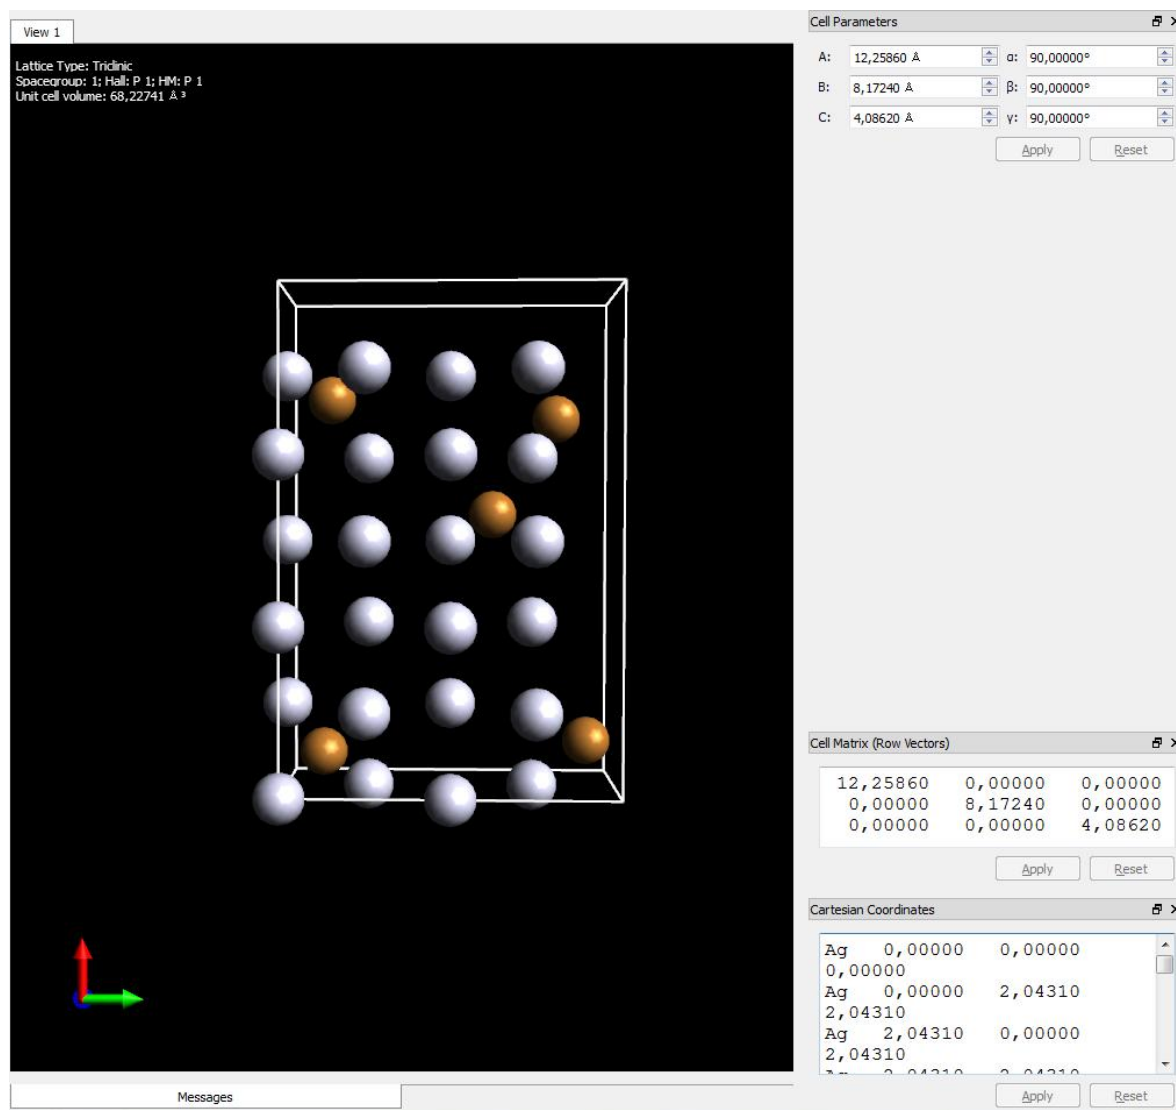 View 1
Lattice Type: Triclinic
Spacegroup: 1; Hall: P 1; HM: P 1
Unit cell volume: 68,22741 Å ³
Cell Parameters
A: 12,25860 Å α: 90,00000°
B: 8,17240 Å β: 90,00000°
C: 4,08620 Å γ: 90,00000°
Apply Reset
Cell Matrix (Row Vectors)
12,25860 0,00000 0,00000
0,00000 8,17240 0,00000
0,00000 0,00000 4,08620
Apply Reset
Cartesian Coordinates
Ag 0,00000 0,00000
0,00000
Ag 0,00000 2,04310
2,04310
Ag 2,04310 0,00000
2,04310
Apply Reset
Messages